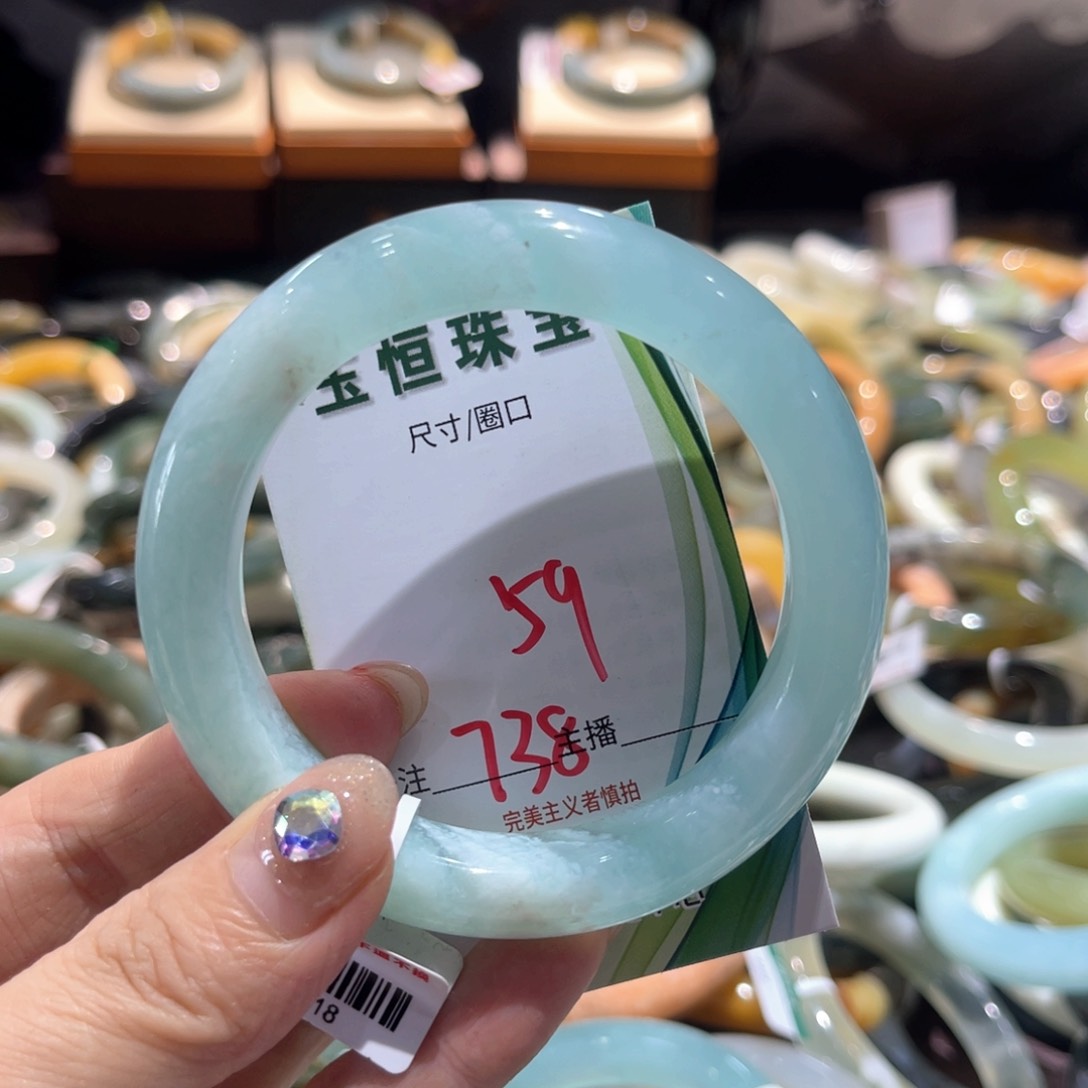 玉恒珠宝
尺寸/圈口
59
738
注 主播
完美主义者慎拍
18